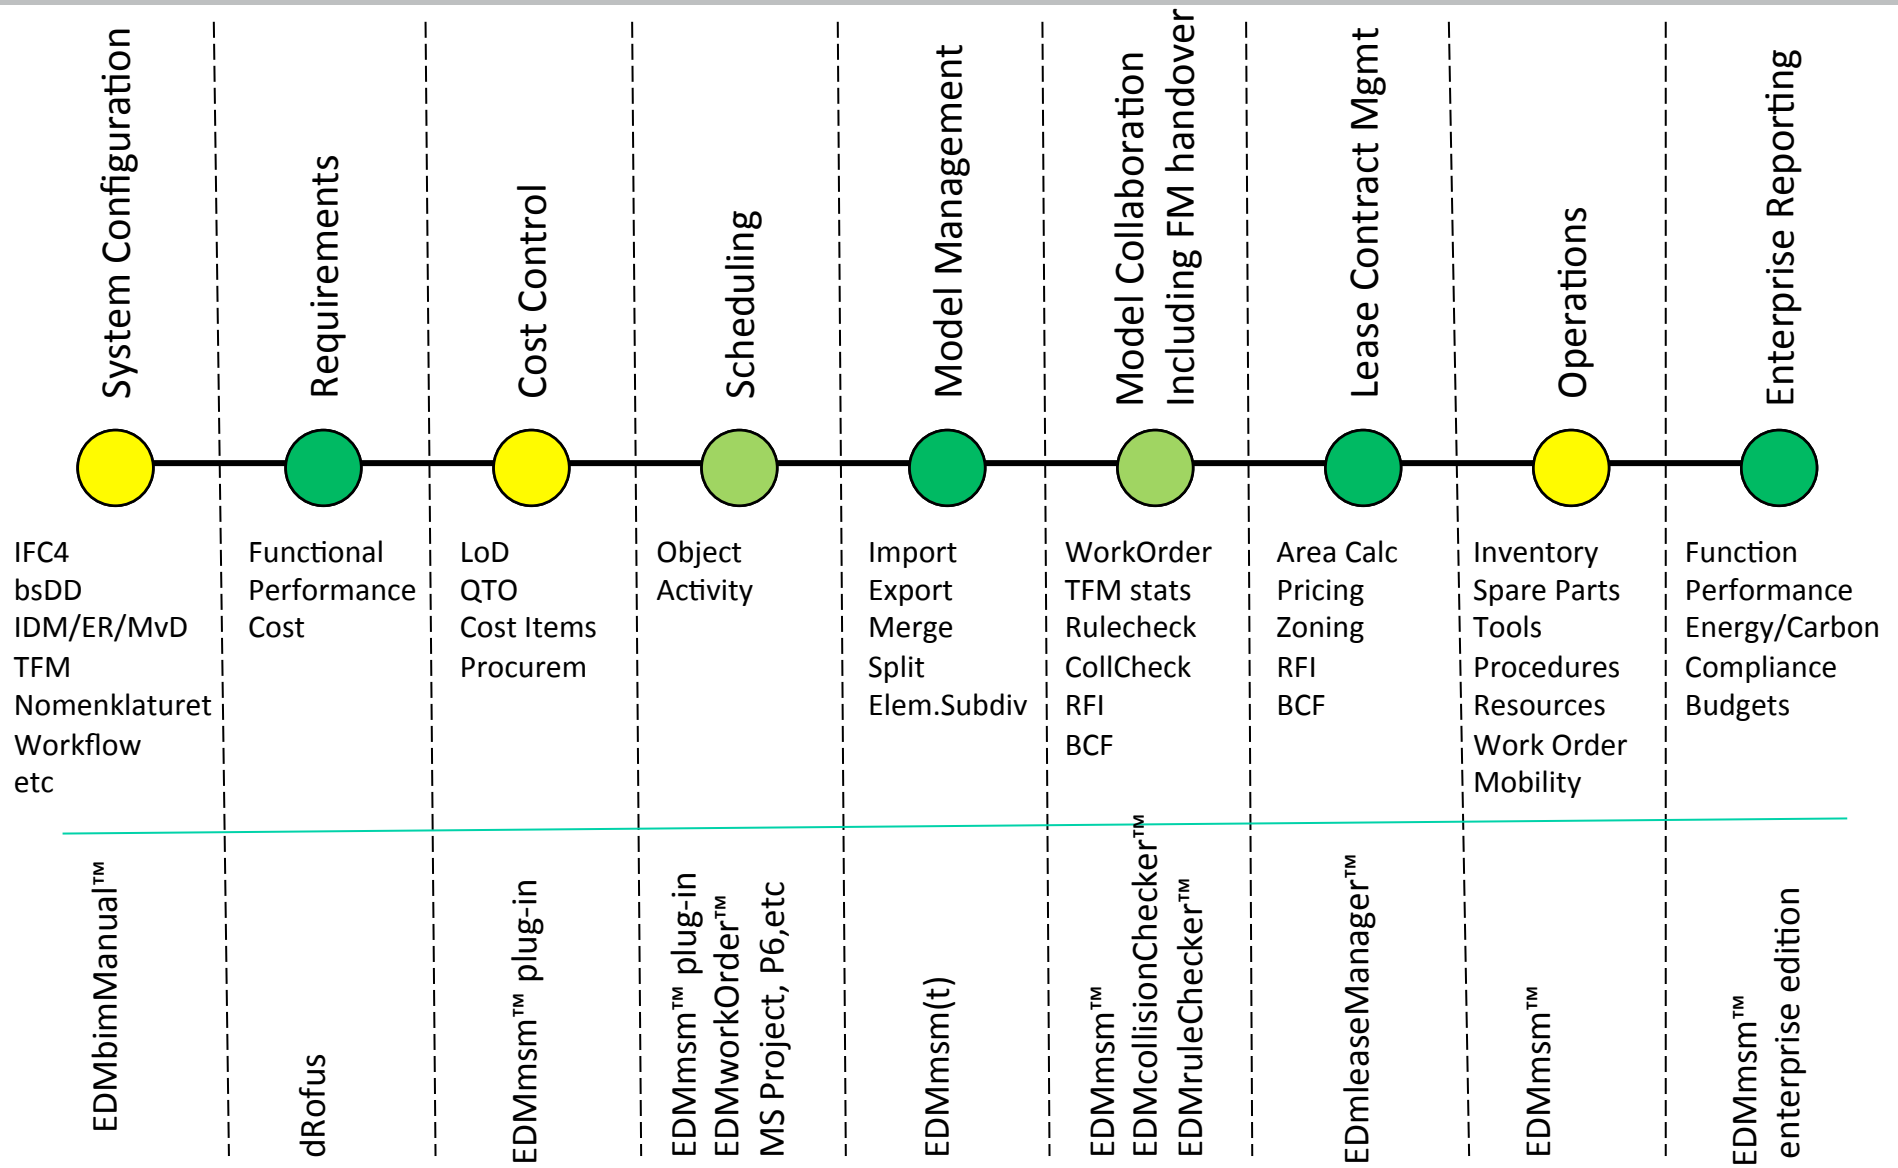 System Configuration
Requirements
Cost Control
Scheduling
Model Management
Model Collaboration
Including FM handover
Lease Contract Mgmt
Operations
Enterprise Reporting
IFC4
bsDD
IDM/ER/MvD
TFM
Nomenklaturet
Workflow
etc
Functional
Performance
Cost
LoD
QTO
Cost Items
Procurem
Object
Activity
Import
Export
Merge
Split
Elem.Subdiv
WorkOrder
TFM stats
Rulecheck
CollCheck
RFI
BCF
Area Calc
Pricing
Zoning
RFI
BCF
Inventory
Spare Parts
Tools
Procedures
Resources
Work Order
Mobility
Function
Performance
Energy/Carbon
Compliance
Budgets
EDMbimManual™
dRofus
EDMmsm™ plug-in
EDMmsm™ plug-in
EDMworkOrder™
MS Project, P6,etc
EDMmsm(t)
EDMmsm™
EDMcollisionChecker™
EDMruleChecker™
EDmleaseManager™
EDMmsm™
EDMmsm™
enterprise edition